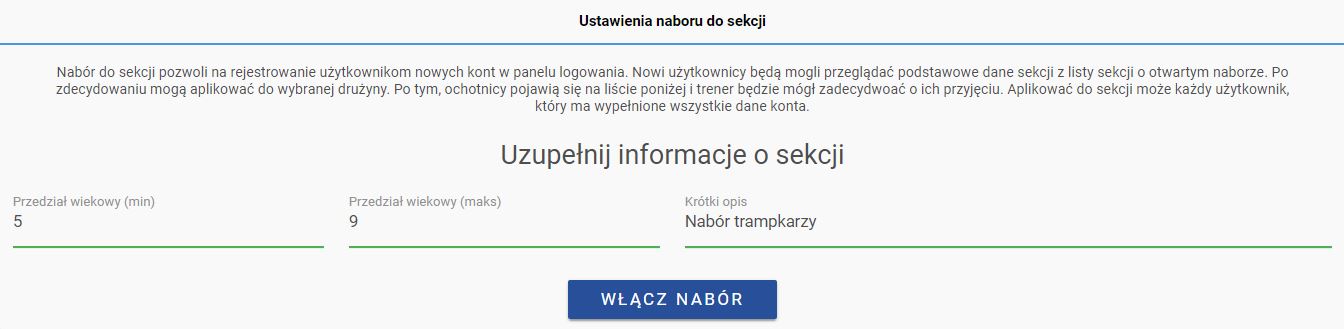 Ustawienia naboru do sekcji
Nabór do sekcji pozwoli na rejestrowanie użytkownikom nowych kont w panelu logowania. Nowi użytkownicy będą mogli przeglądać podstawowe dane sekcji z listy sekcji o otwartym naborze. Po
zdecydowaniu mogą aplikować do wybranej drużyny. Po tym, ochotnicy pojawią się na liście poniżej i trener będzie mógł zadecydwoać o ich przyjęciu. Aplikować do sekcji może każdy użytkownik,
który ma wypełnione wszystkie dane konta.
Uzupełnij informacje o sekcji
Przedział wiekowy (min)
5
Przedział wiekowy (maks)
9
Krótki opis
Nabór trampkarzy
WŁĄCZ NABÓR